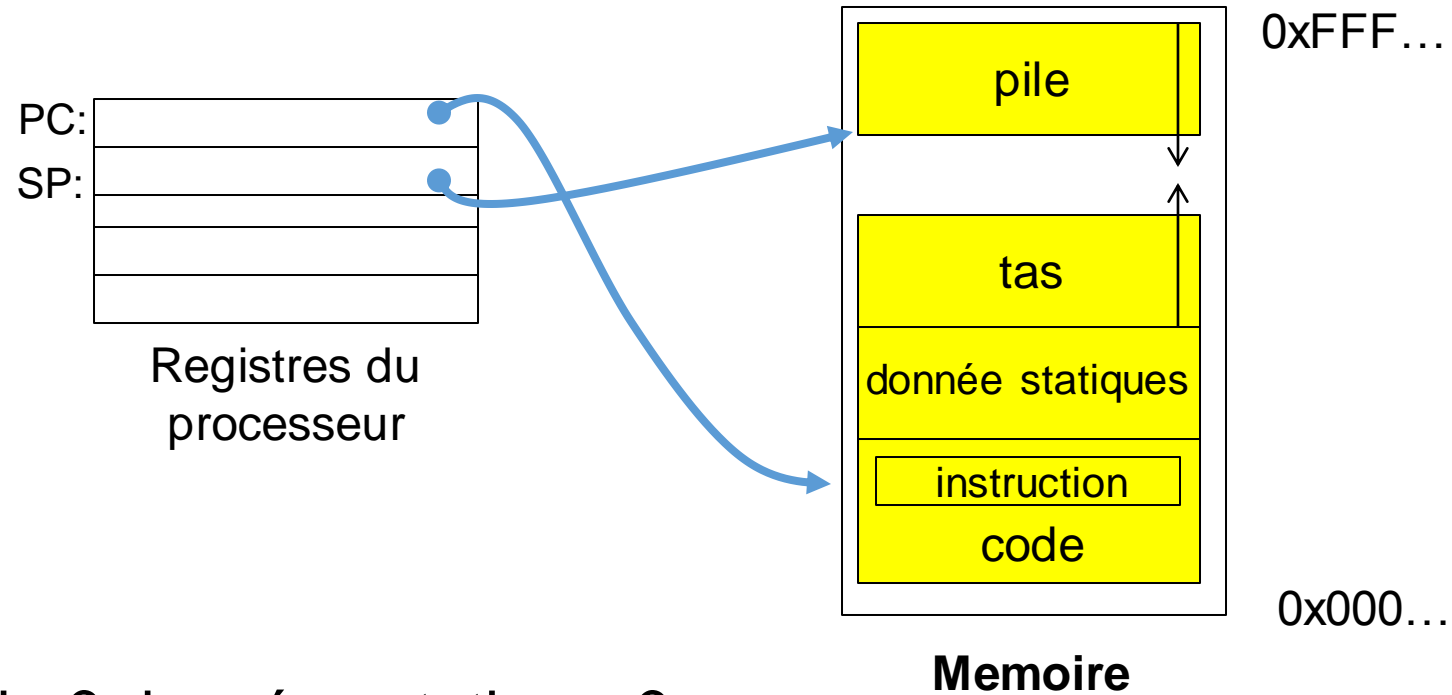 0xFFF…
pile
PC:
SP:
tas
Registres du
processeur
donnée statiques
instruction
code
0x000…
Memoire